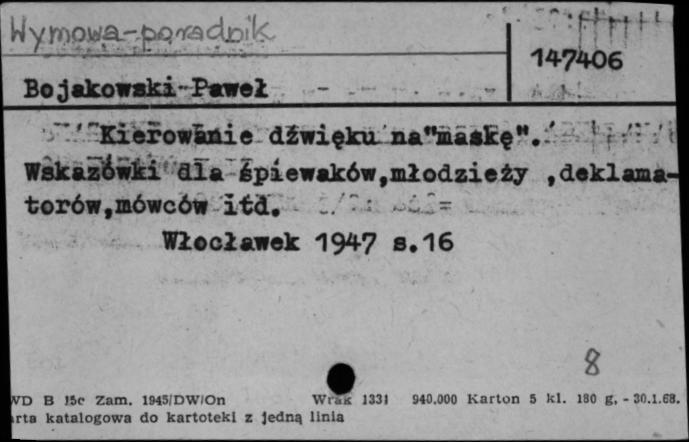 Wymowa-poradnik
147406
Bojakowski-Paweł
Kierowanie dźwięku na"maskę".
Wskazówki dla śpiewaków,młodzieży ,deklama-
torów,mówców itd.
Włocławek 1947 s.16
8
WD B 15c Zam. 1945/DW/On Wrak 1331 940.000 Karton 5 kl. 180 g, - 30.1.68.
arta katalogowa do kartoteki z jedną linia